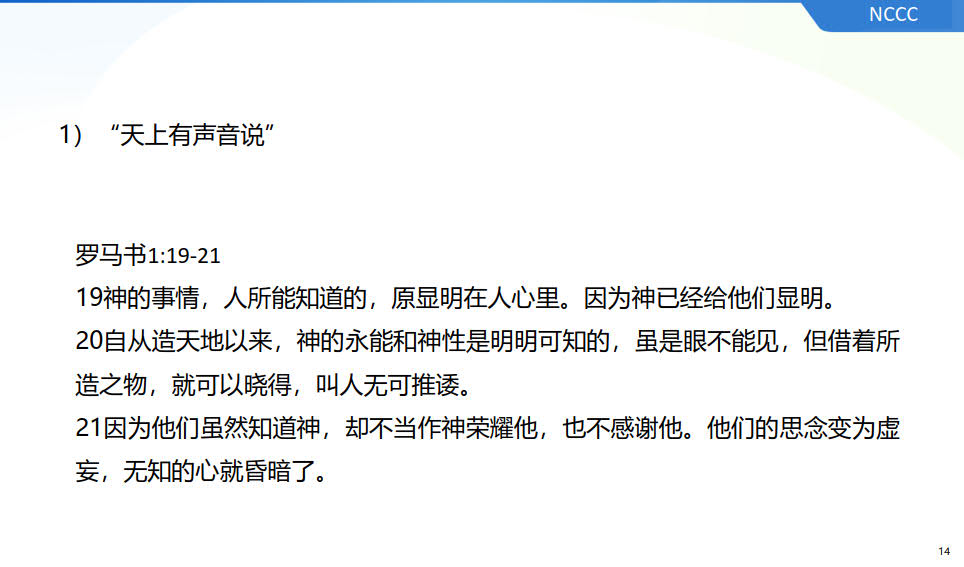 NCCC
1）“天上有声音说”
罗马书1:19-21
19神的事情，人所能知道的，原显明在人心里。因为神已经给他们显明。
20自从造天地以来，神的永能和神性是明明可知的，虽是眼不能见，但借着所
造之物，就可以晓得，叫人无可推诿。
21因为他们虽然知道神，却不当作神荣耀他，也不感谢他。他们的思念变为虚
妄，无知的心就昏暗了。
14